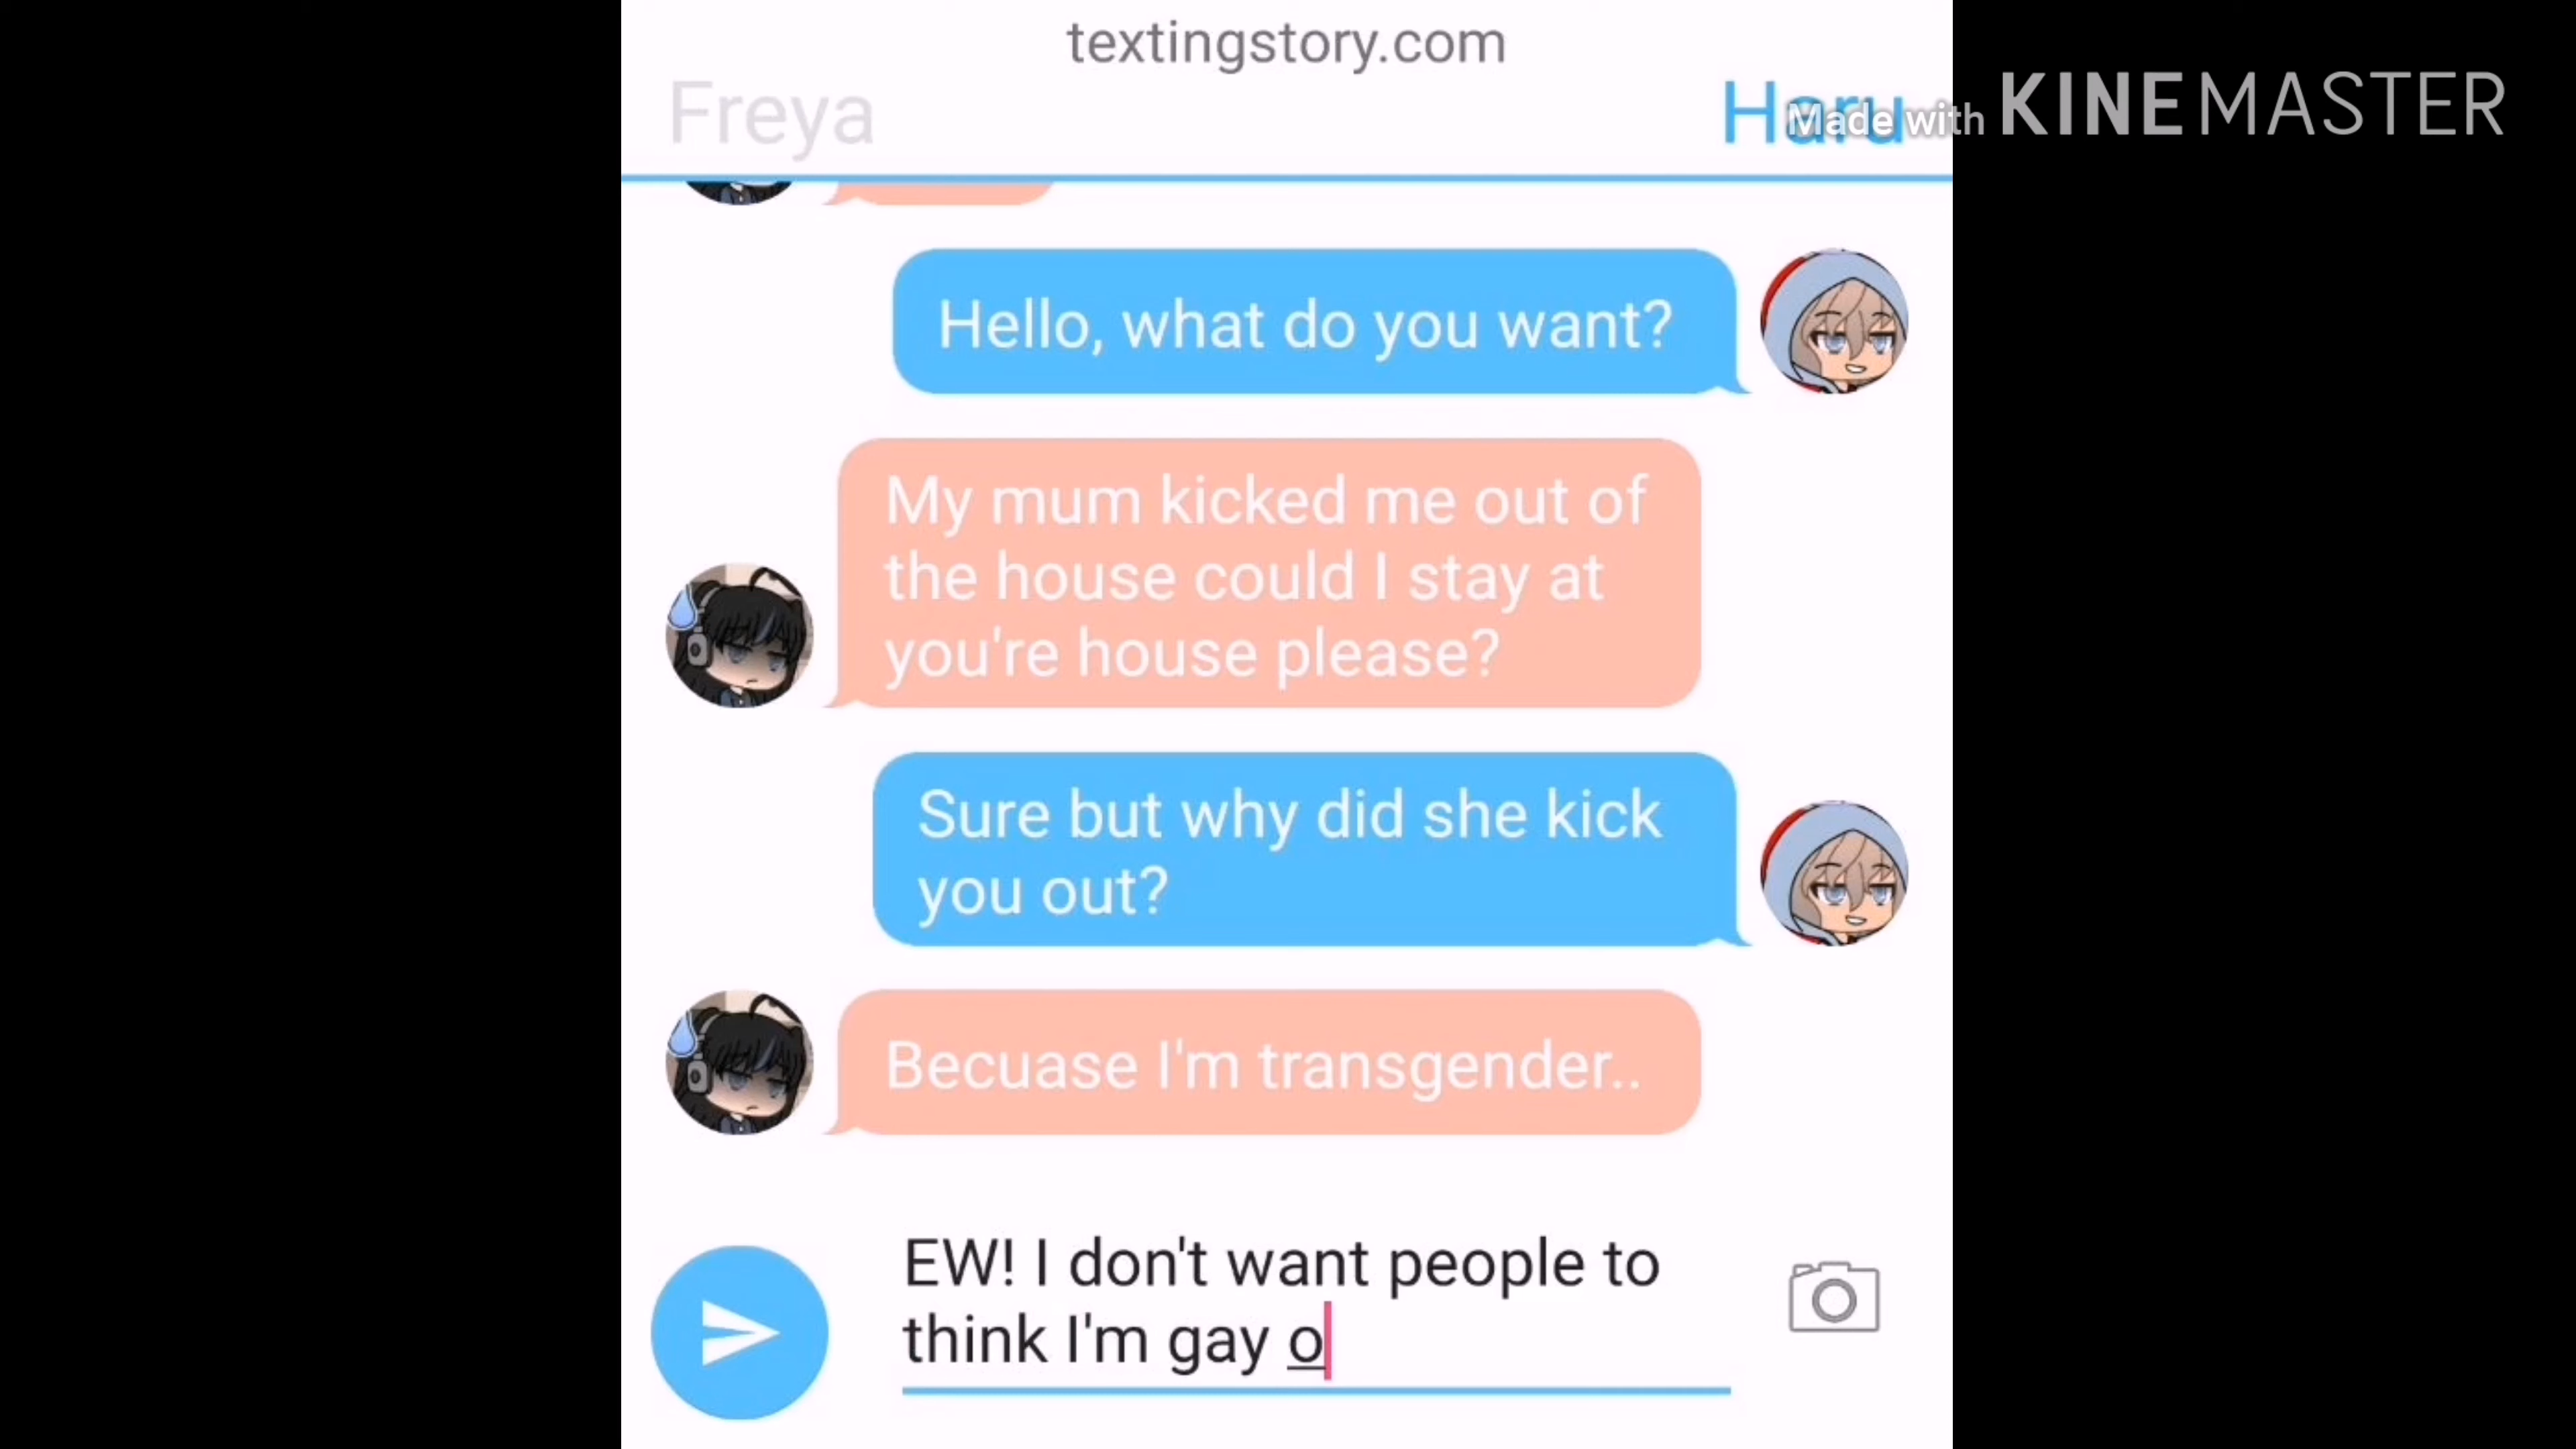 textingstory.com
Freya
Haru
Made with KINEMASTER
Hello, what do you want?
My mum kicked me out of
the house could I stay at
you're house please?
Sure but why did she kick
you out?
Becuase I'm transgender..
EW! I don't want people to
think I'm gay o